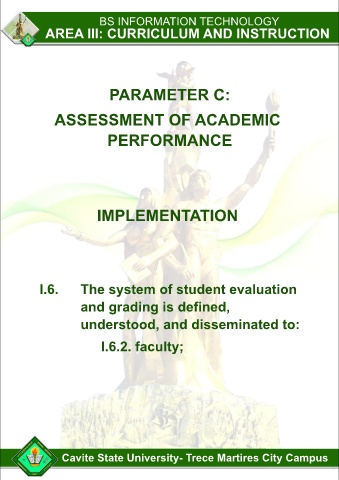 BS INFORMATION TECHNOLOGY
AREA III: CURRICULUM AND INSTRUCTION
PARAMETER C:
ASSESSMENT OF ACADEMIC
PERFORMANCE
IMPLEMENTATION
I.6. The system of student evaluation
and grading is defined,
understood, and disseminated to:
I.6.2. faculty;
Cavite State University- Trece Martires City Campus